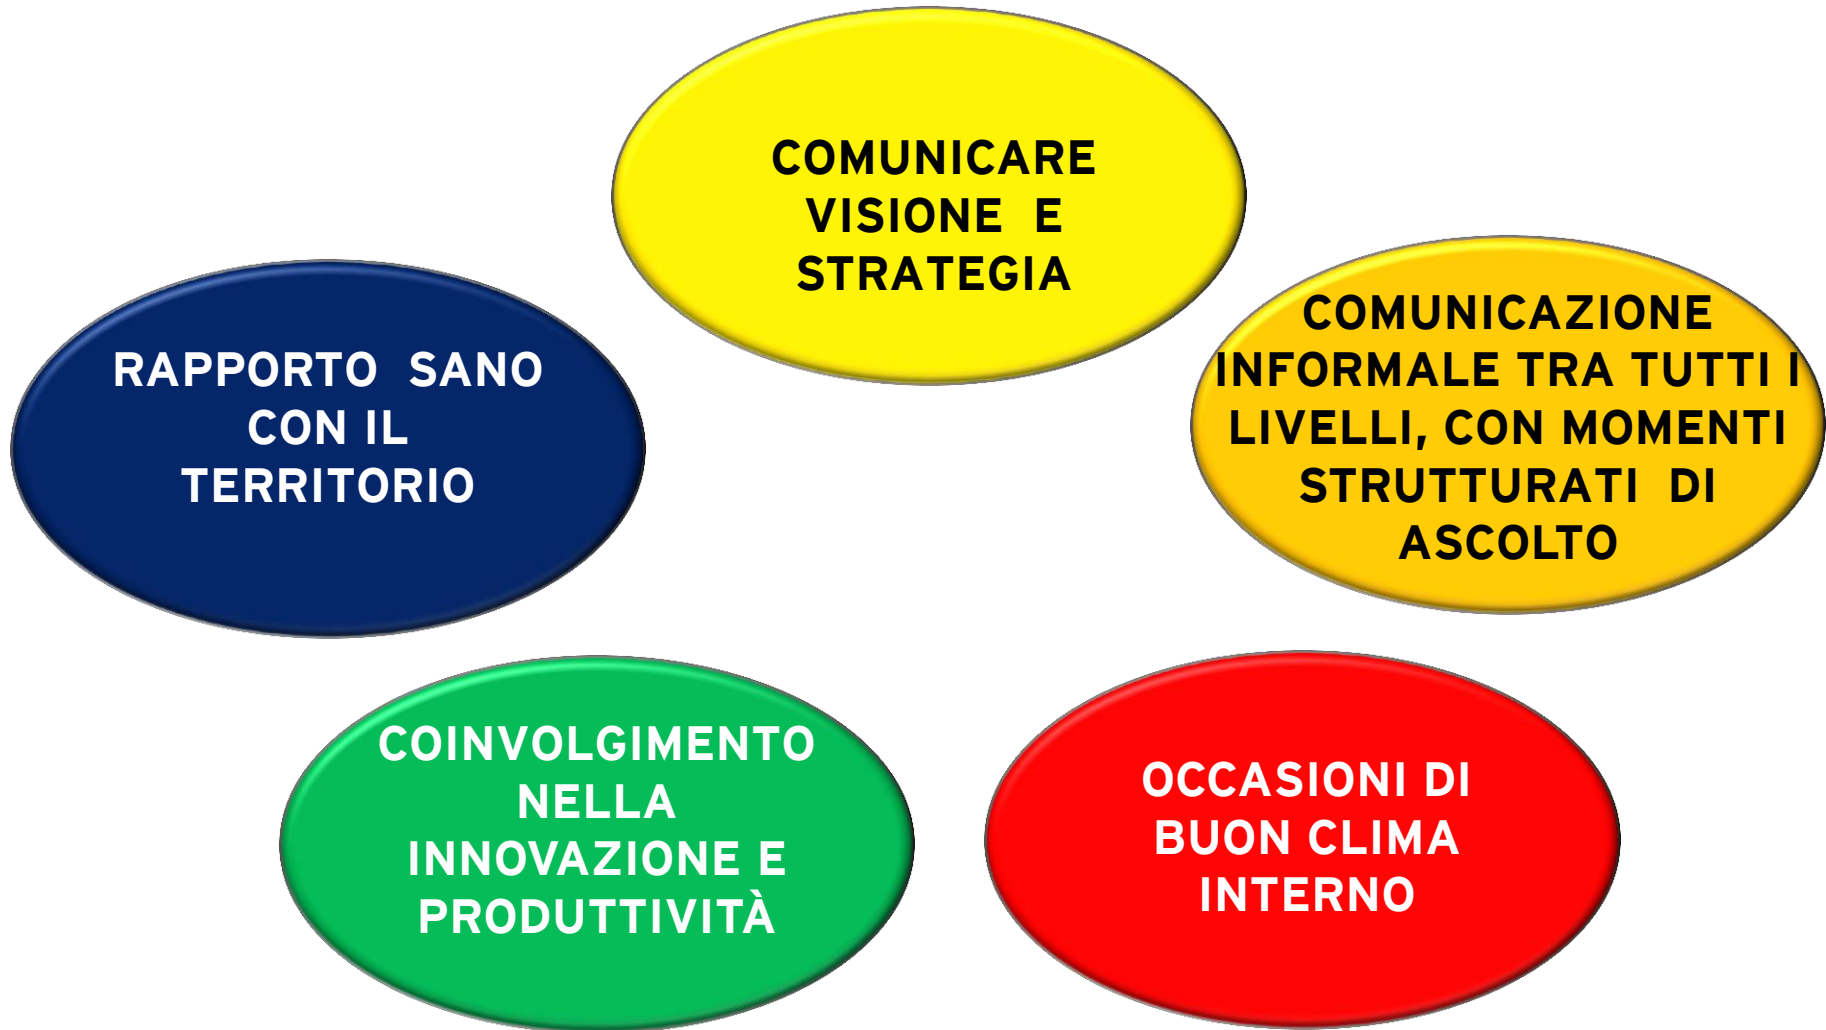 COMUNICARE
VISIONE E
STRATEGIA
COMUNICAZIONE
INFORMALE TRA TUTTI I
LIVELLI, CON MOMENTI
STRUTTURATI DI
ASCOLTO
RAPPORTO SANO
CON IL
TERRITORIO
COINVOLGIMENTO
NELLA
INNOVAZIONE E
PRODUTTIVITÀ
OCCASIONI DI
BUON CLIMA
INTERNO